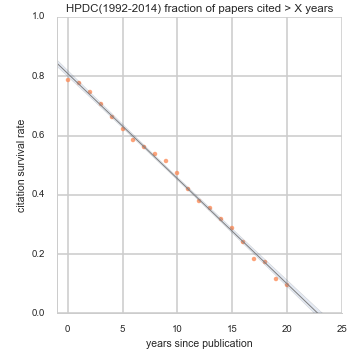 HPDC(1992-2014) fraction of papers cited > X years
citation survival rate
1.0
0.8
0.6
0.4
0.2
0.0
0 5 10 15 20 25
years since publication